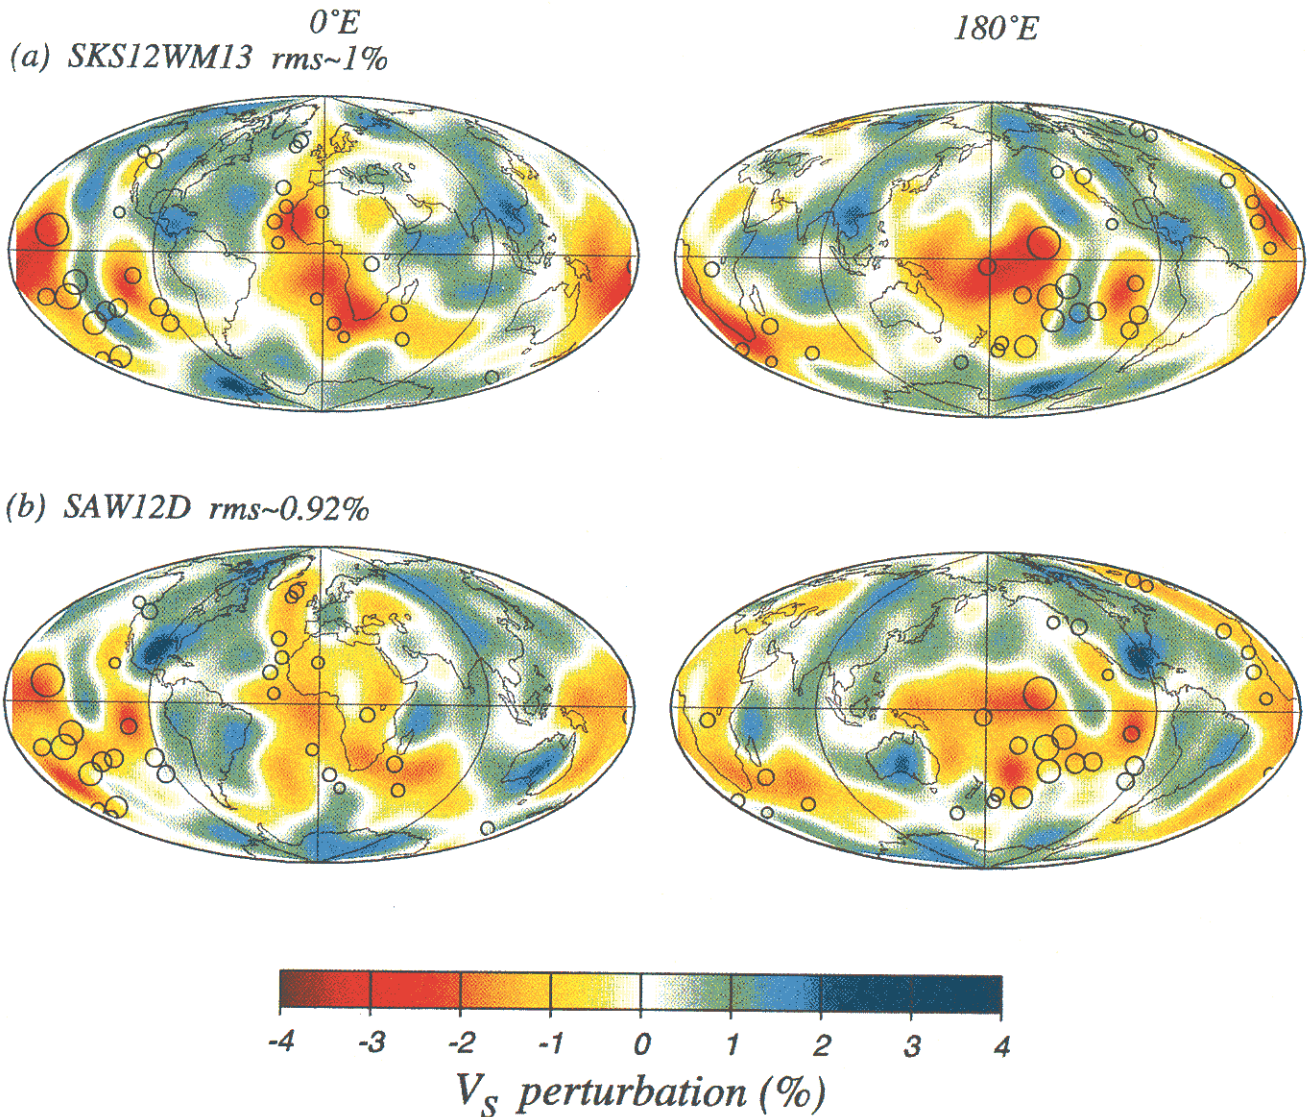 0°E
180°E
(a) SKS12WM13 rms~1%
(b) SAW12D rms~0.92%
-4 -3 -2 -1 0 1 2 3 4
VS perturbation (%)